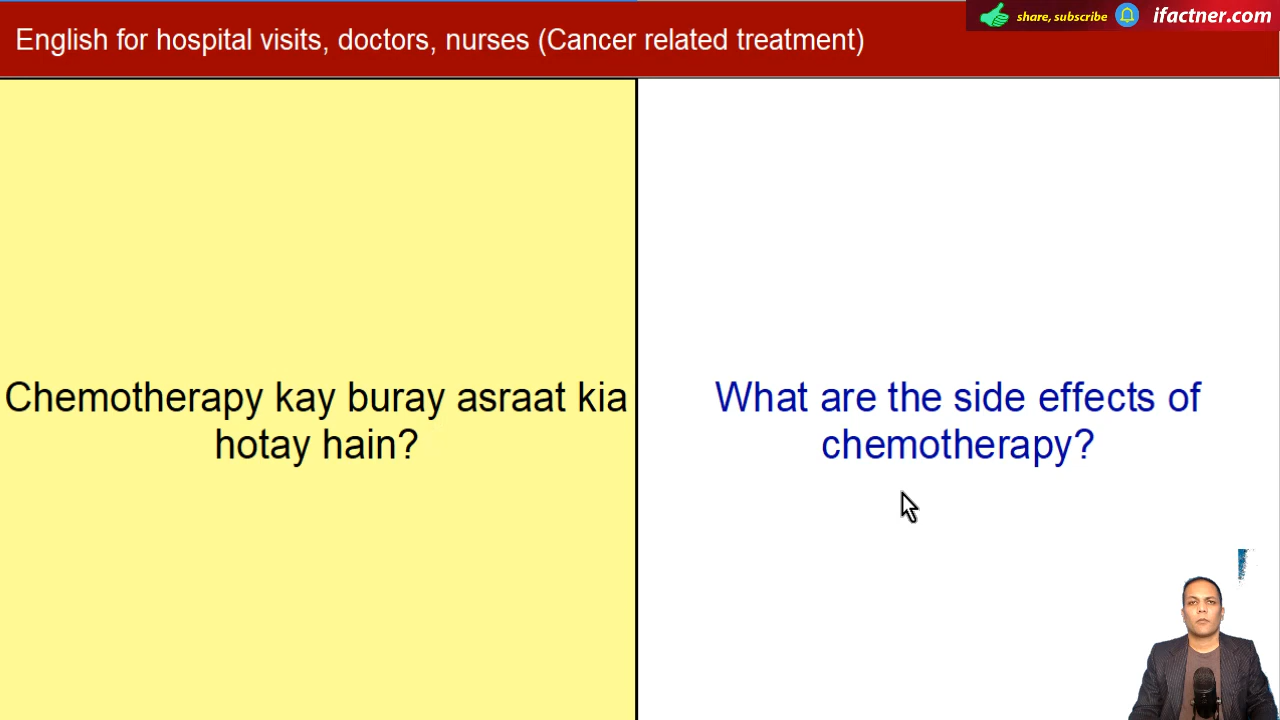 English for hospital visits, doctors, nurses (Cancer related treatment)
share, subscribe
ifactner.com
Chemotherapy kay buray asraat kia
hotay hain?
What are the side effects of
chemotherapy?